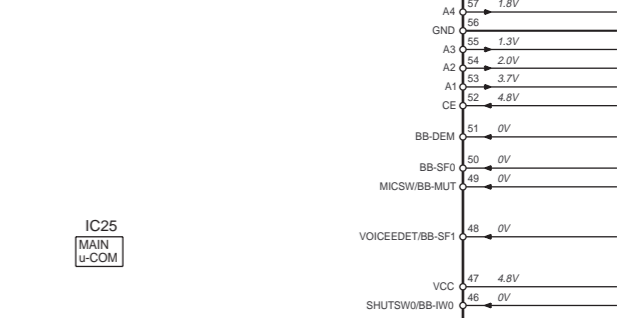 A4 57 1.8V
GND 56
A3 55 1.3V
A2 54 2.0V
A1 53 3.7V
CE 52 4.8V
BB-DEM 51 0V
BB-SF0 50 0V
MICSW/BB-MUT 49 0V
VOICEEDET/BB-SF1 48 0V
IC25
MAIN
u-COM
VCC 47 4.8V
SHUTSW0/BB-IW0 46 0V